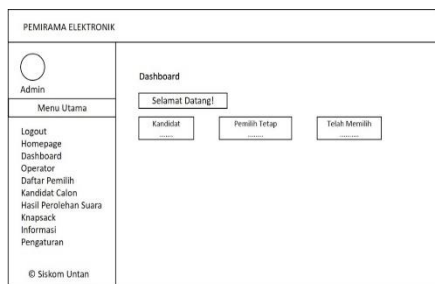 PEMIRAMA ELEKTRONIK
Admin
Menu Utama
Logout
Homepage
Dashboard
Operator
Daftar Pemilih
Kandidat Calon
Hasil Perolehan Suara
Knapsack
Informasi
Pengaturan
© Siskom Untan
Dashboard
Selamat Datang!
Kandidat
.......
Pemilih Tetap
........
Telah Memilih
.........